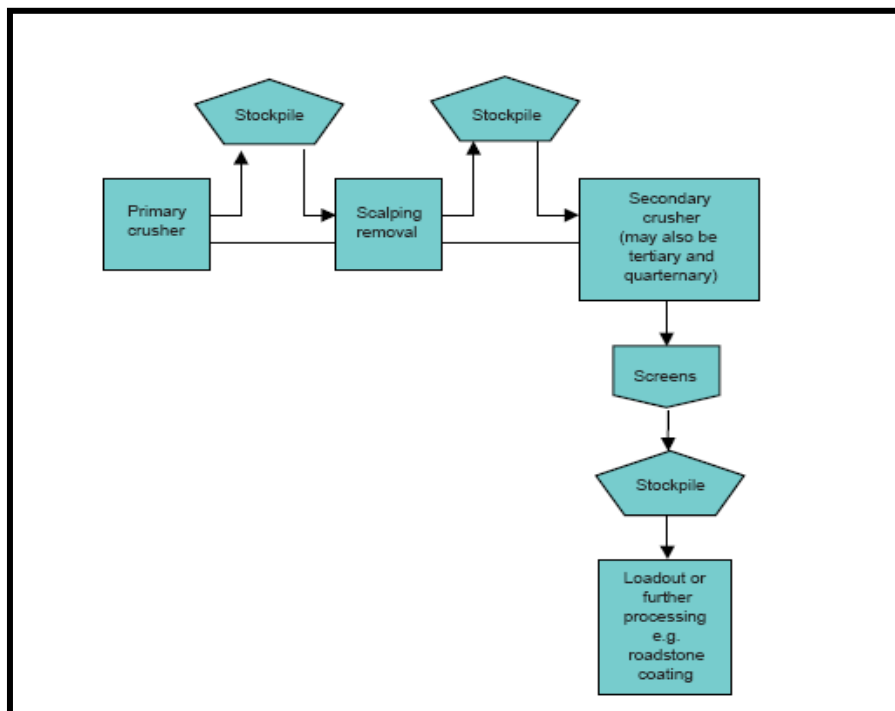 Stockpile
Stockpile
Primary
crusher
Scalping
removal
Secondary
crusher
(may also be
tertiary and
quarternary)
Screens
Stockpile
Loadout or
further
processing
e.g.
roadstone
coating